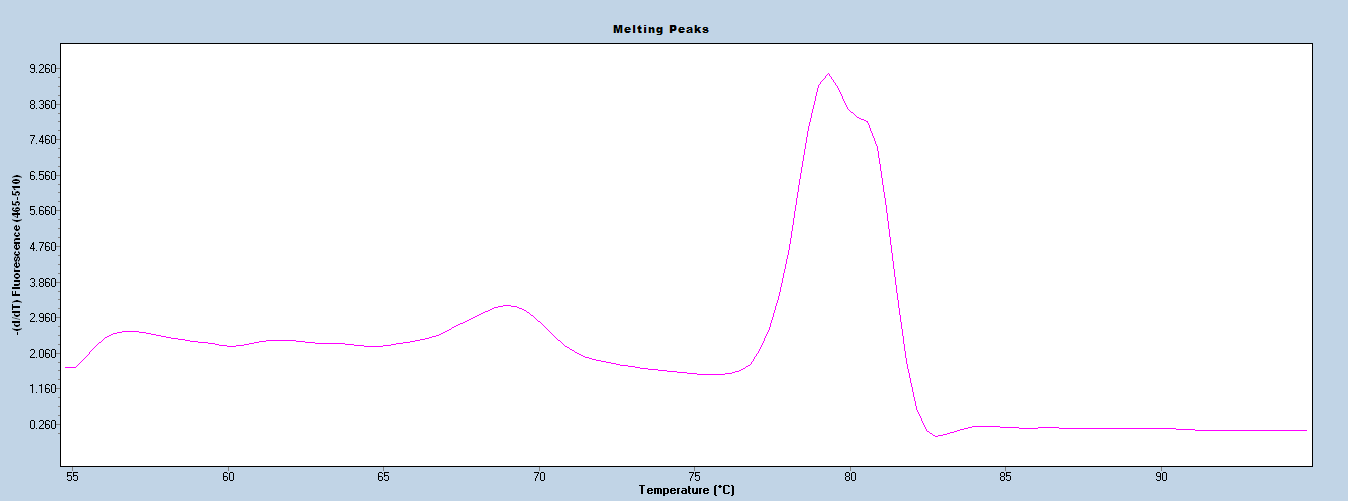 Melting Peaks
-(d/dT) Fluorescence (465-510)
9.260
8.360
7.460
6.560
5.660
4.760
3.860
2.960
2.060
1.160
0.260
55 60 65 70 75 80 85 90
Temperature (°C)